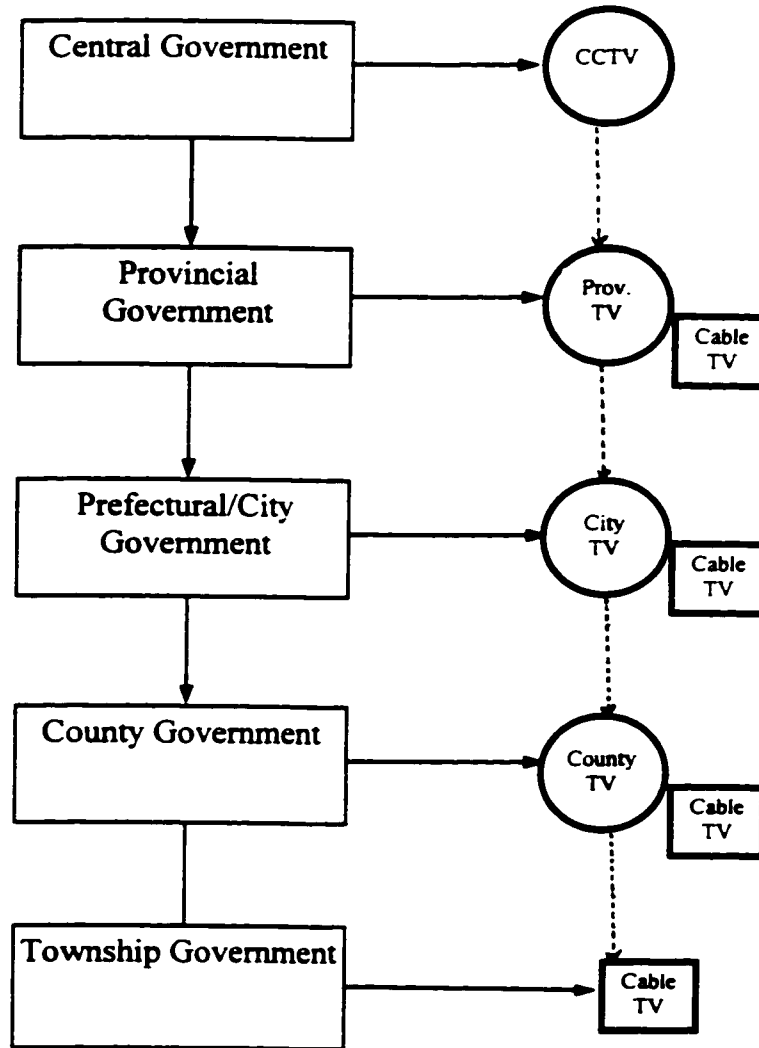 Central Government
CCTV
Provincial
Government
Prov.
TV
Cable
TV
Prefectural/City
Government
City
TV
Cable
TV
County Government
County
TV
Cable
TV
Township Government
Cable
TV